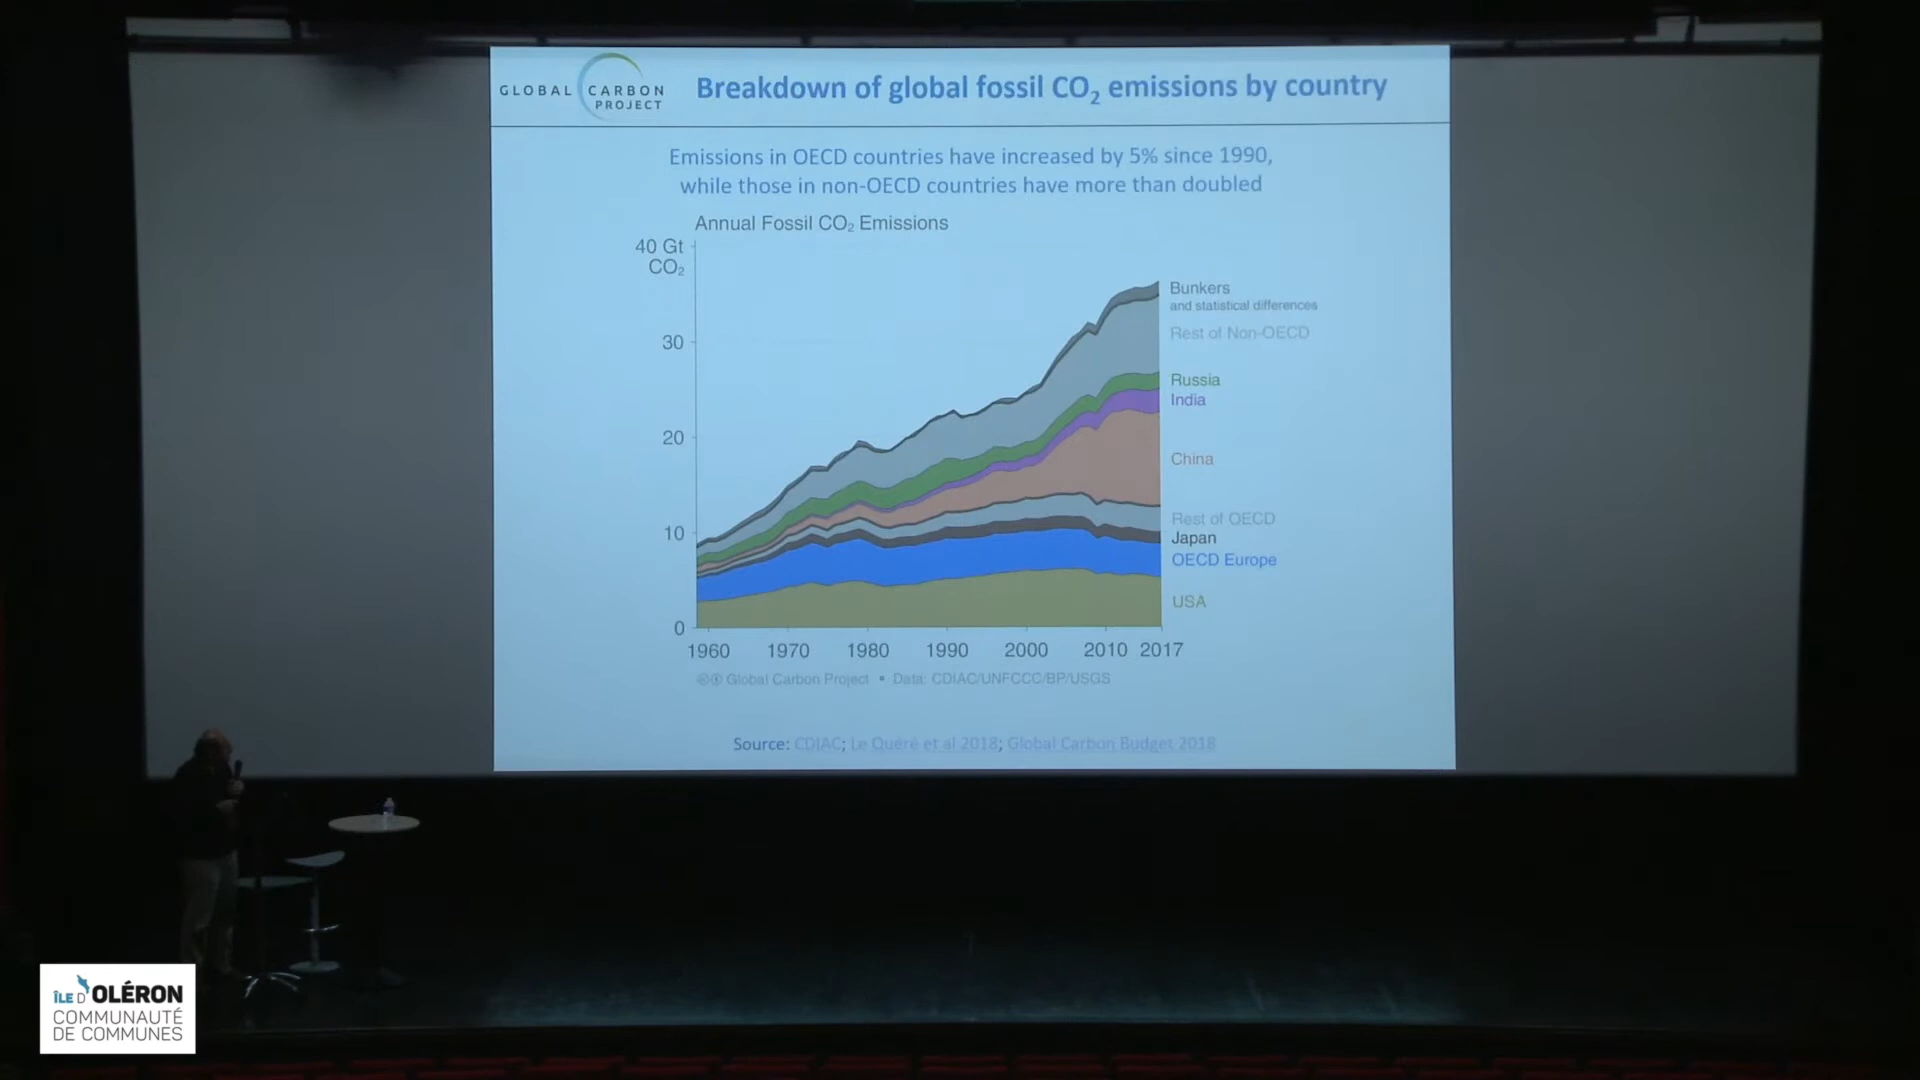 GLOBAL CARBON
PROJECT
Breakdown of global fossil CO₂ emissions by country
Emissions in OECD countries have increased by 5% since 1990,
while those in non-OECD countries have more than doubled
Annual Fossil CO₂ Emissions
40 Gt
CO₂
30
20
10
0
1960 1970 1980 1990 2000 2010 2017
Bunkers
and statistical differences
Rest of Non-OECD
Russia
India
China
Rest of OECD
Japan
OECD Europe
USA
Global Carbon Project • Data: CDIAC/UNFCCC/BP/USGS
Source: CDIAC; Le Quéré et al 2018; Global Carbon Budget 2018
ÎLE D'OLÉRON
COMMUNAUTÉ
DE COMMUNES